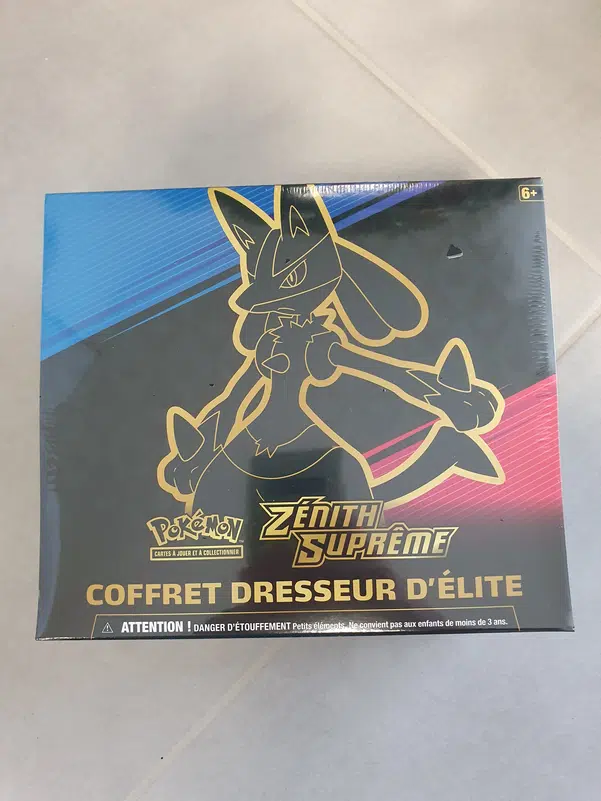 6+
POKéMON
CARTES À JOUER ET À COLLECTIONNER
ZÉNITH
SUPRÊME
COFFRET DRESSEUR D'ÉLITE
⚠ ATTENTION ! DANGER D'ÉTOUFFEMENT Petits éléments. Ne convient pas aux enfants de moins de 3 ans.